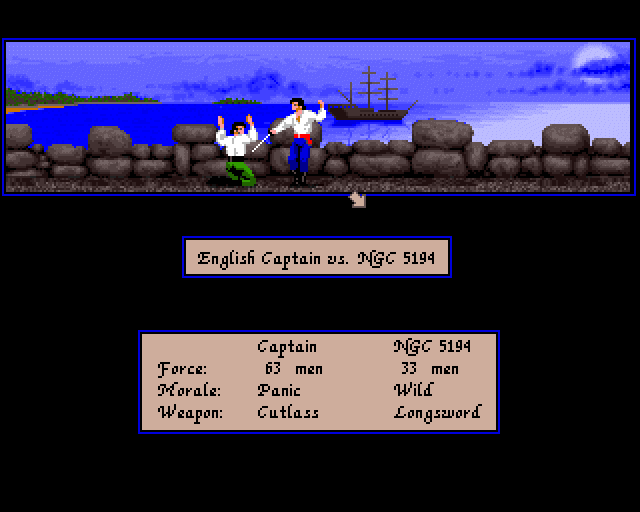 English Captain vs. NGC 5194
Captain NGC 5194
Force: 63 men 33 men
Morale: Panic Wild
Weapon: Cutlass Longsword